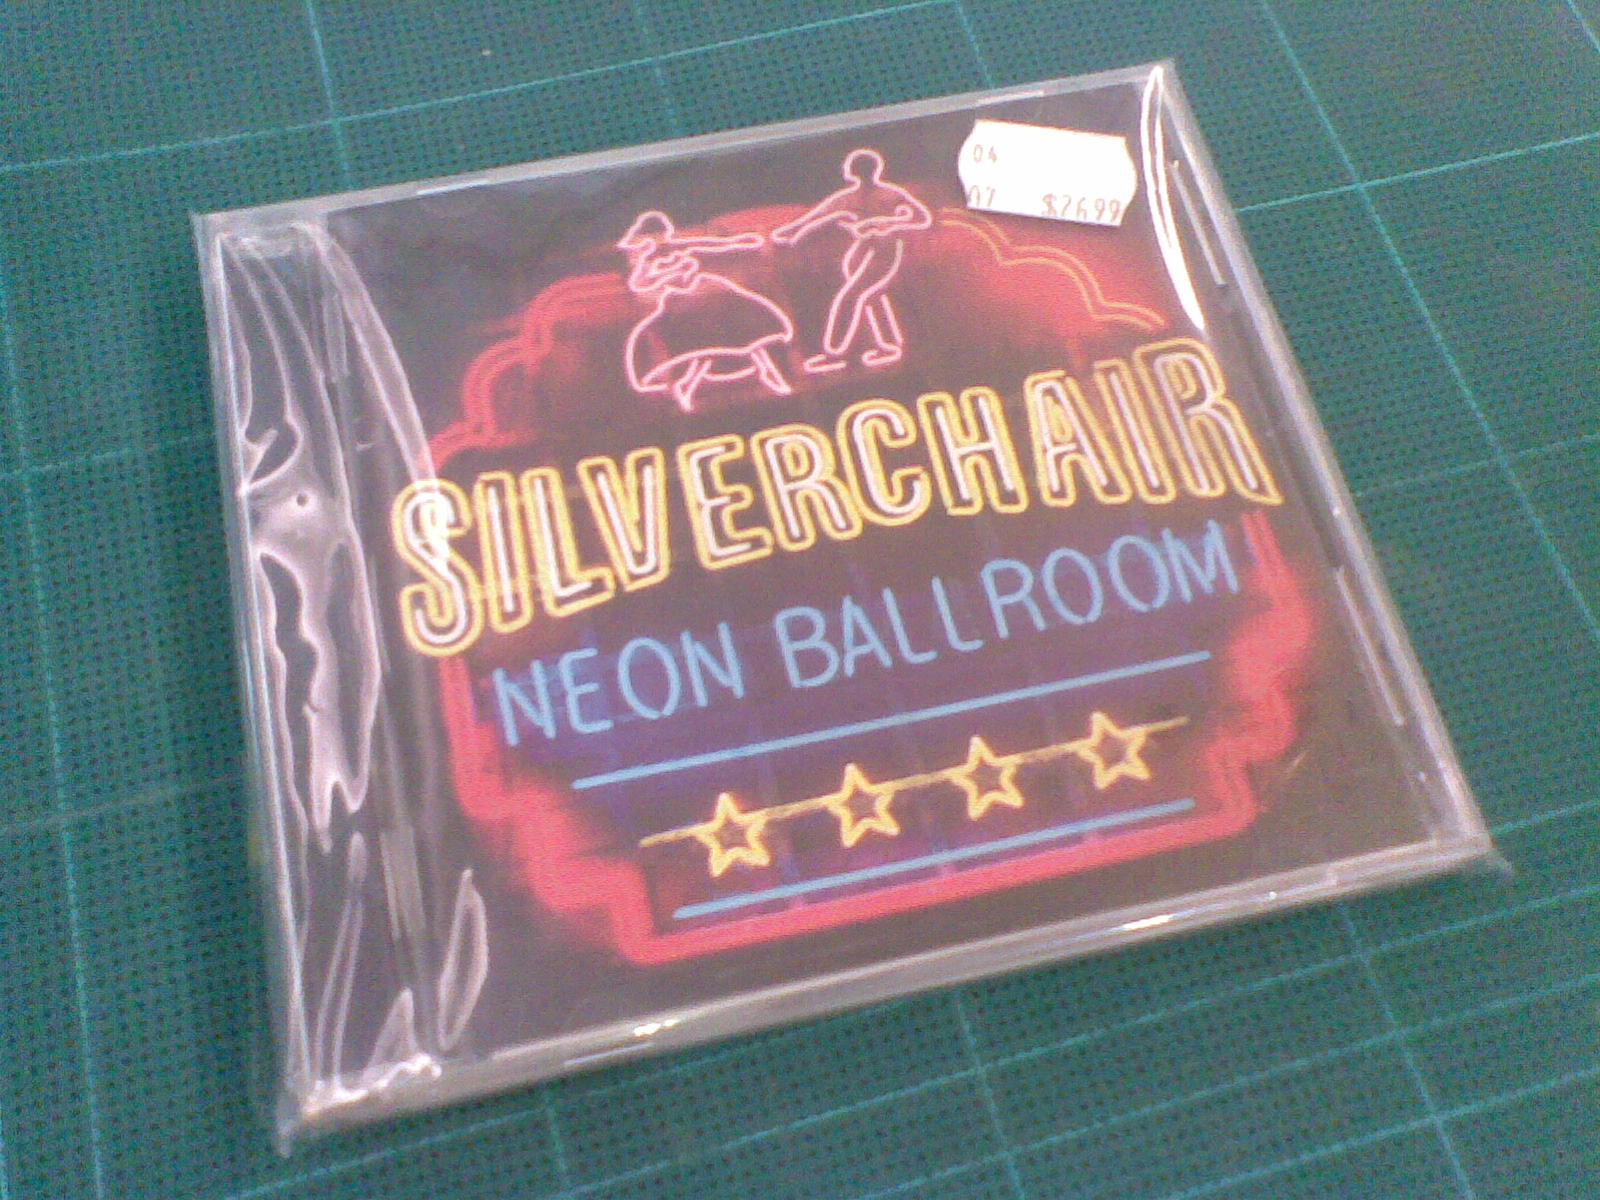 04
07 $26.99
SILVERCHAIR
NEON BALLROOM